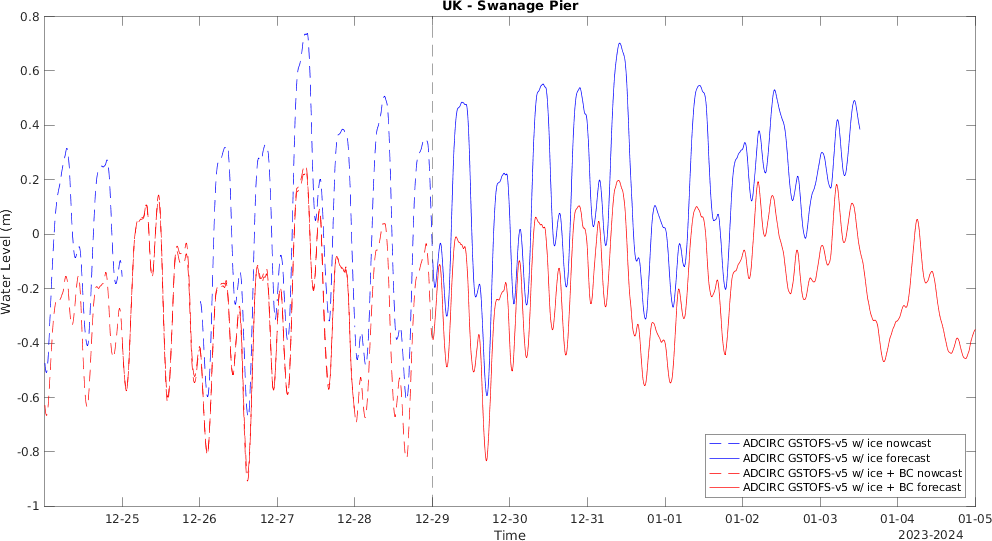 UK - Swanage Pier
0.8
0.6
0.4
0.2
0
-0.2
-0.4
-0.6
-0.8
-1
Water Level (m)
ADCIRC GSTOFS-v5 w/ ice nowcast
ADCIRC GSTOFS-v5 w/ ice forecast
ADCIRC GSTOFS-v5 w/ ice + BC nowcast
ADCIRC GSTOFS-v5 w/ ice + BC forecast
12-25 12-26 12-27 12-28 12-29 12-30 12-31 01-01 01-02 01-03 01-04 01-05
Time
2023-2024